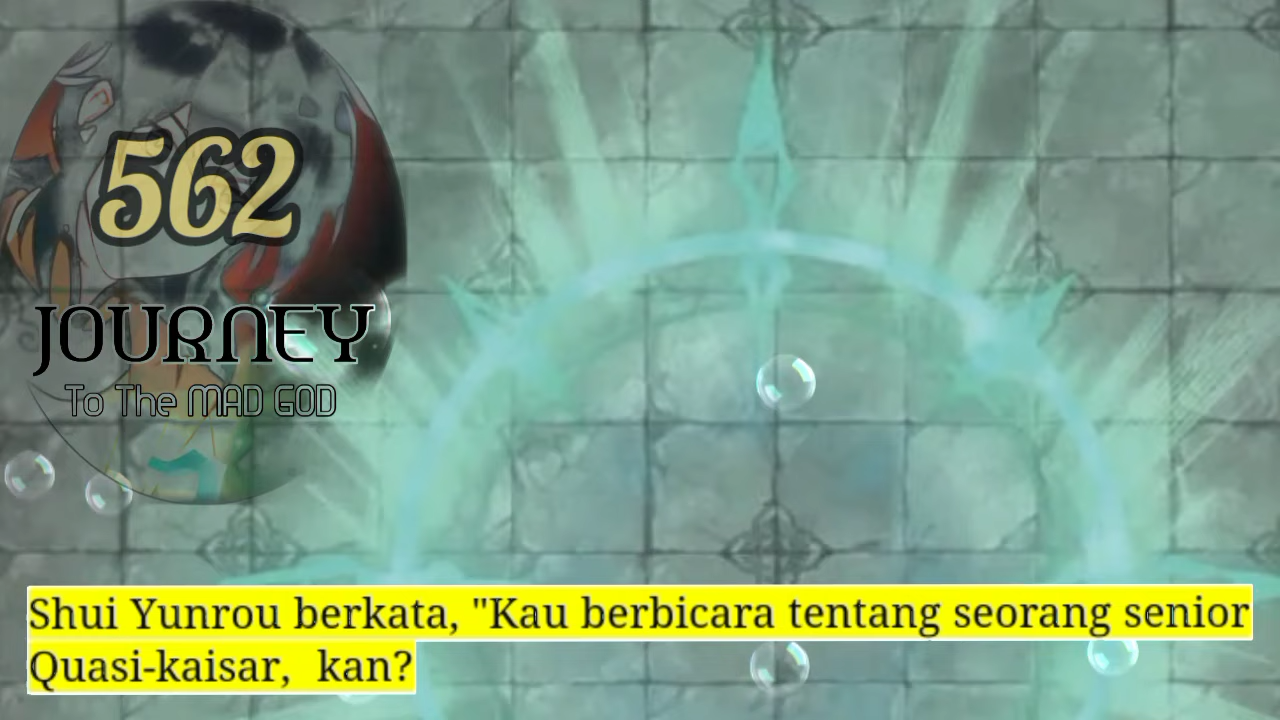 562
JOURNEY
To The MAD GOD
Shui Yunrou berkata, "Kau berbicara tentang seorang senior
Quasi-kaisar, kan?